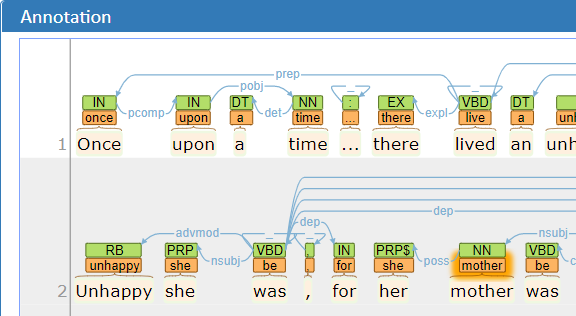 Annotation
prep
pobj
IN IN DT NN : EX VBD DT
pcomp det expl
once upon a time ... there live a unh
1 Once upon a time ... there lived an unh
dep
advmod dep nsubj
RB PRP VBD , IN PRP$ NN VBD
nsubj poss c
unhappy she be , for she mother be
2 Unhappy she was , for her mother was